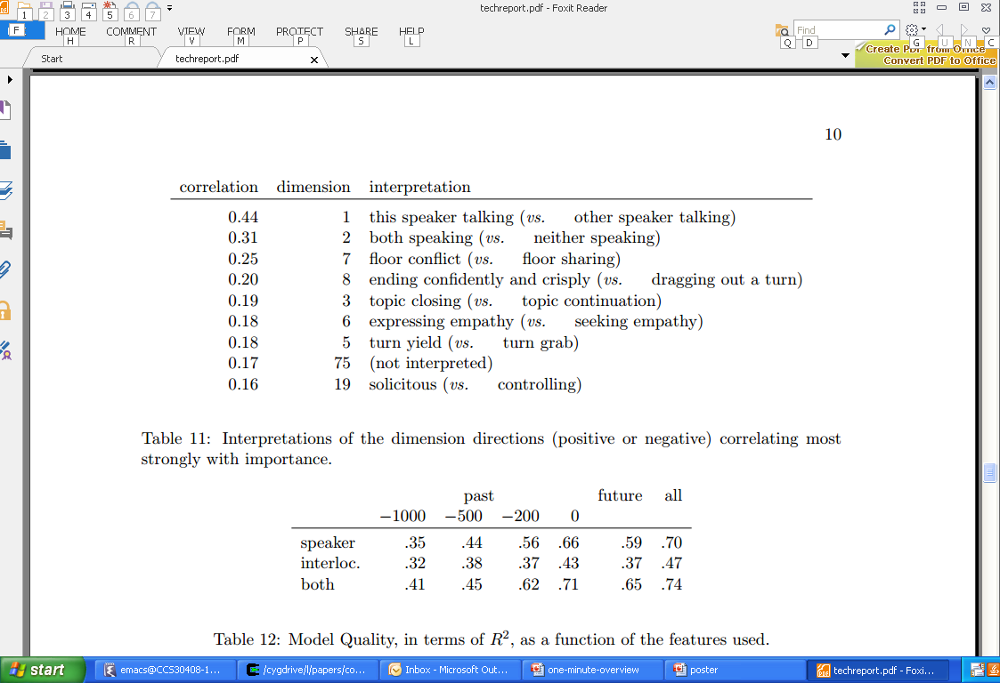 techreport.pdf - Foxit Reader
1 2 3 4 5 6 7
F HOME COMMENT VIEW FORM PROTECT SHARE HELP Find
H R V M P S L Q D G U N C
Start techreport.pdf x Create PDF from Office
Convert PDF to Office
10
correlation dimension interpretation
0.44 1 this speaker talking (vs. other speaker talking)
0.31 2 both speaking (vs. neither speaking)
0.25 7 floor conflict (vs. floor sharing)
0.20 8 ending confidently and crisply (vs. dragging out a turn)
0.19 3 topic closing (vs. topic continuation)
0.18 6 expressing empathy (vs. seeking empathy)
0.18 5 turn yield (vs. turn grab)
0.17 75 (not interpreted)
0.16 19 solicitous (vs. controlling)
Table 11: Interpretations of the dimension directions (positive or negative) correlating most
strongly with importance.
past future all
−1000 −500 −200 0
speaker .35 .44 .56 .66 .59 .70
interloc. .32 .38 .37 .43 .37 .47
both .41 .45 .62 .71 .65 .74
Table 12: Model Quality, in terms of R², as a function of the features used.
start emacs@CCS30408-1... /cygdrive/l/papers/co... Inbox - Microsoft Out... one-minute-overview poster techreport.pdf - Foxi...